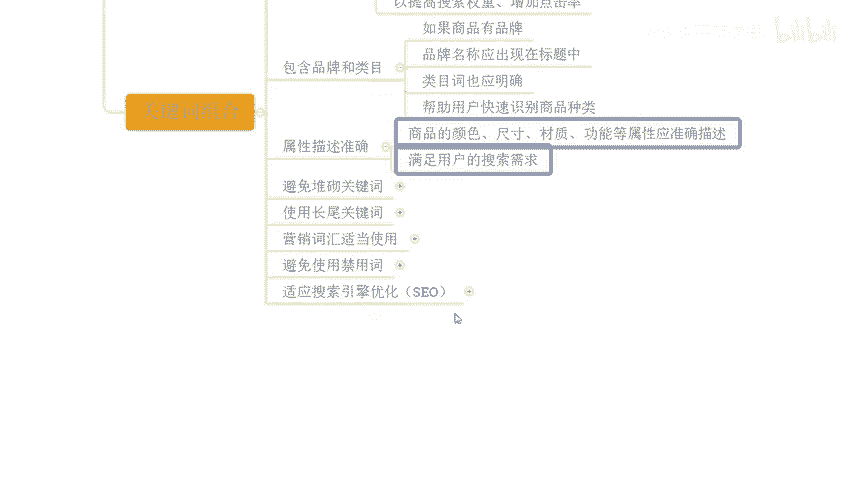 以提高搜索权重、增加点击率
如果商品有品牌
品牌名称应出现在标题中
包含品牌和类目
类目词也应明确
帮助用户快速识别商品种类
商品的颜色、尺寸、材质、功能等属性应准确描述
属性描述准确
满足用户的搜索需求
避免堆砌关键词
使用长尾关键词
营销词汇适当使用
避免使用禁用词
适应搜索引擎优化（SEO）
bilibili